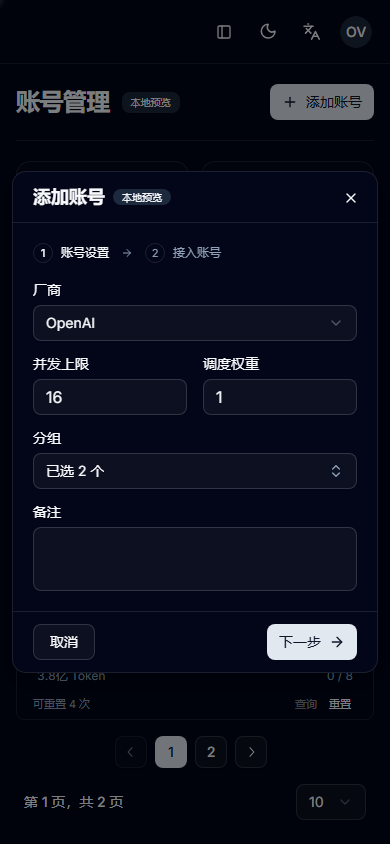 OV
账号管理 本地预览 添加账号
添加账号 本地预览
1 账号设置 2 接入账号
厂商
OpenAI
并发上限 调度权重
16 1
分组
已选 2 个
备注
取消 下一步
3.8亿 Token 0 / 8
可重置 4 次 查询 重置
1 2
第 1 页，共 2 页 10